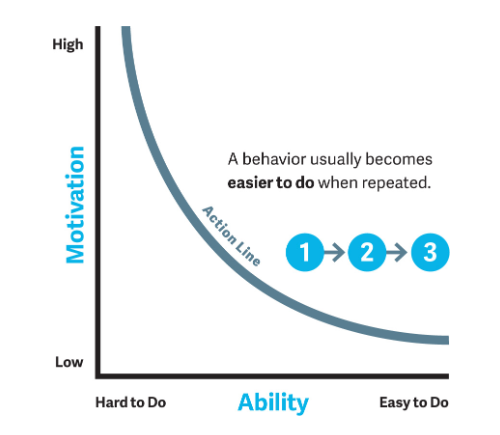 High
Motivation
Low
A behavior usually becomes
easier to do when repeated.
Action Line
1 2 3
Hard to Do
Ability
Easy to Do